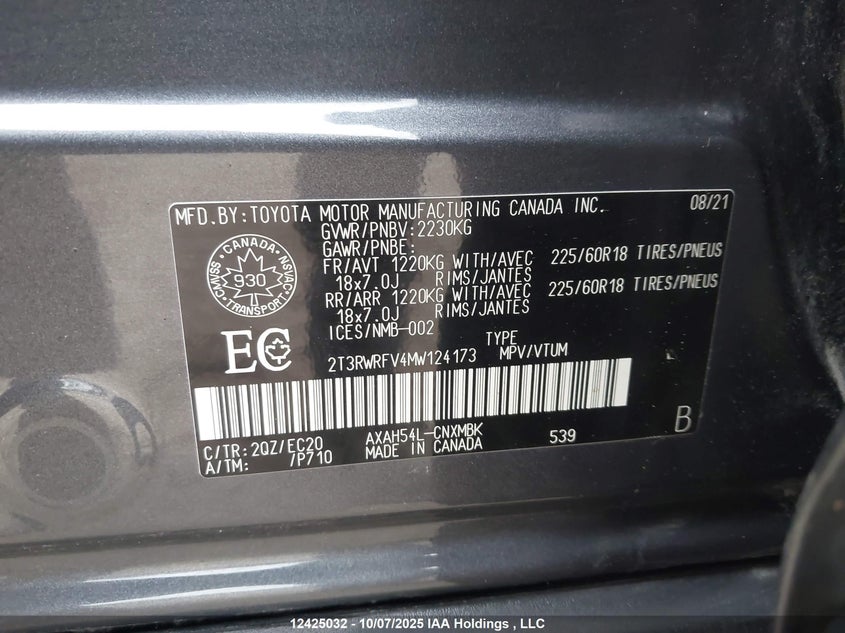 MFD.BY:TOYOTA MOTOR MANUFACTURING CANADA INC. 08/21
GVWR/PNBV:2230KG
GAWR/PNBE:
FR/AVT 1220KG WITH/AVEC 225/60R18 TIRES/PNEUS
18x7.0J RIMS/JANTES
RR/ARR 1220KG WITH/AVEC 225/60R18 TIRES/PNEUS
18x7.0J RIMS/JANTES
ICES/NMB-002
CANADA
CMVSS 930 NSVAC
TRANSPORT
EC
TYPE
2T3RWRFV4MW124173 MPV/VTUM
C/TR:2QZ/EC20 AXAH54L-CNXMBK 539 B
A/TM: /P710 MADE IN CANADA
12425032 - 10/07/2025 IAA Holdings , LLC